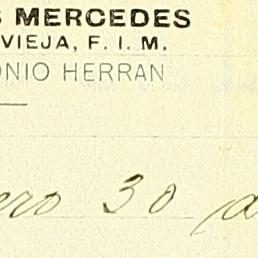 S MERCEDES
VIEJA, F. I. M.
ONIO HERRAN
ero 30 a